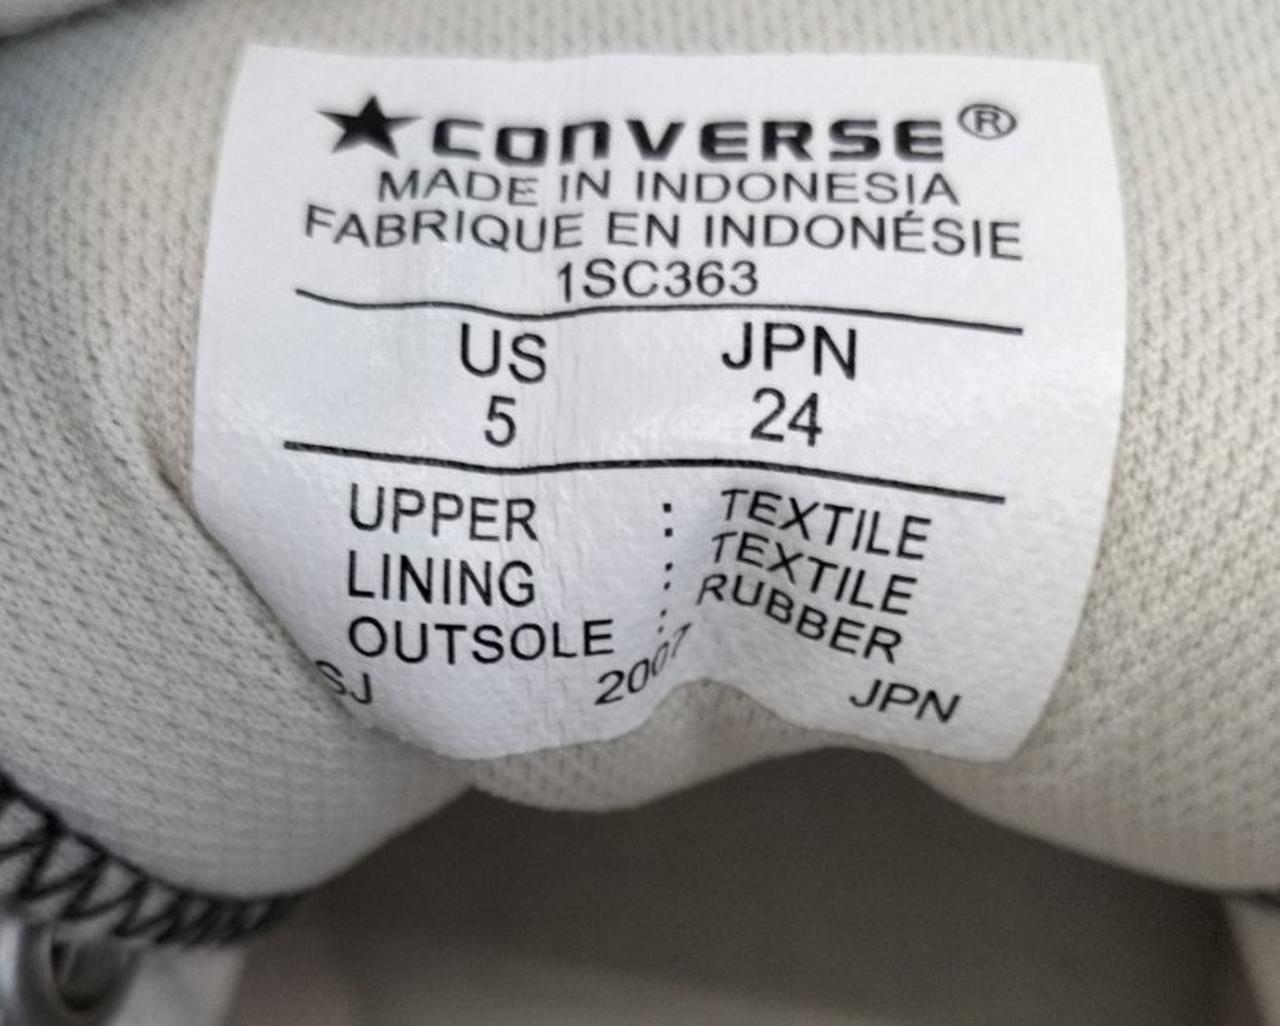 ★CONVERSE®
MADE IN INDONESIA
FABRIQUE EN INDONÉSIE
1SC363
US JPN
5 24
UPPER : TEXTILE
LINING : TEXTILE
OUTSOLE : RUBBER
SJ 2007 JPN